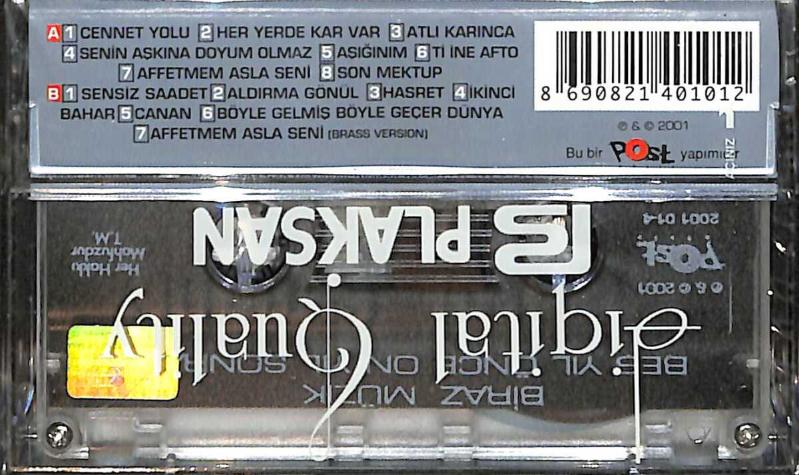 A 1 CENNET YOLU 2 HER YERDE KAR VAR 3 ATLI KARINCA
4 SENİN AŞKINA DOYUM OLMAZ 5 AŞIĞINIM 6 Tİ İNE AFTO
7 AFFETMEM ASLA SENİ 8 SON MEKTUP
B 1 SENSİZ SAADET 2 ALDIRMA GÖNÜL 3 HASRET 4 İKİNCİ
BAHAR 5 CANAN 6 BÖYLE GELMİŞ BÖYLE GEÇER DÜNYA
7 AFFETMEM ASLA SENİ (BRASS VERSION)
8 690821 401012
℗ & © 2001
Bu bir Post yapımıdır
AÇINIZ
PLAKSAN
Her Hakkı
Mahfuzdur
T.M.
2001 01-4
Post
℗ & © 2001
Digital Quality
BEŞ YIL ÖNCE ON YIL SONRA
BİRAZ MÜZİK